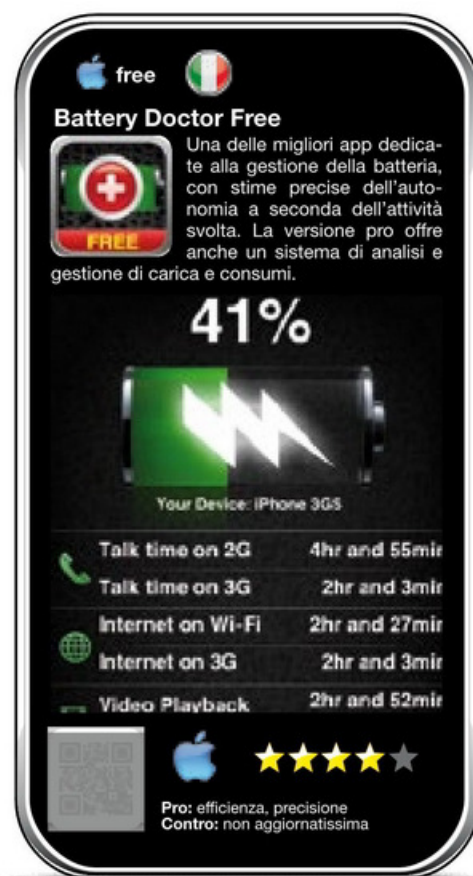 free
Battery Doctor Free
Una delle migliori app dedica-
te alla gestione della batteria,
con stime precise dell'auto-
nomia a seconda dell'attività
svolta. La versione pro offre
anche un sistema di analisi e
gestione di carica e consumi.
FREE
41%
Your Device: iPhone 3GS
Talk time on 2G 4hr and 55min
Talk time on 3G 2hr and 3min
Internet on Wi-Fi 2hr and 27min
Internet on 3G 2hr and 3min
Video Playback 2hr and 52min
Pro: efficienza, precisione
Contro: non aggiornatissima